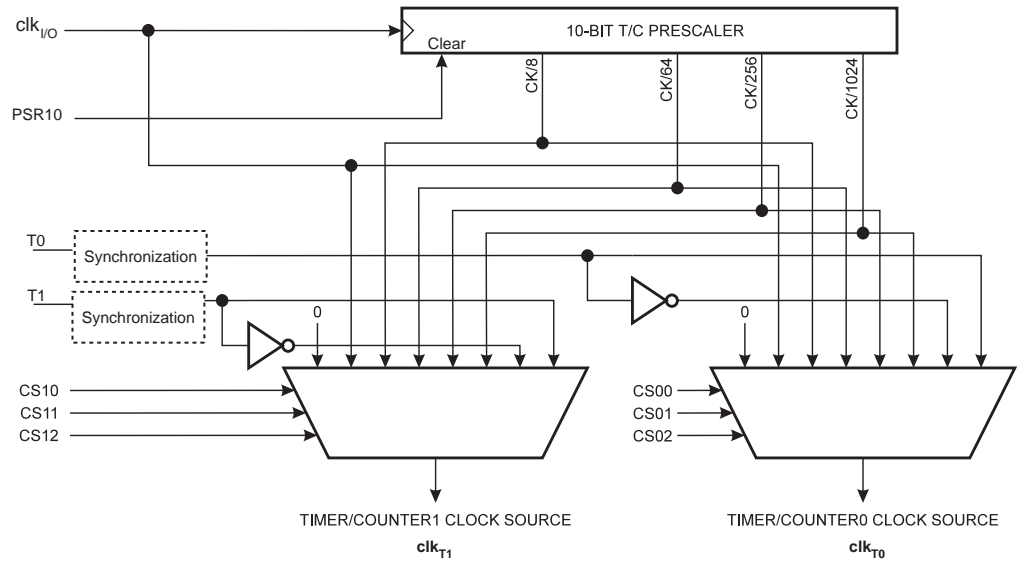 clkI/O
10-BIT T/C PRESCALER
Clear
CK/8
CK/64
CK/256
CK/1024
PSR10
T0
Synchronization
T1
Synchronization
0
0
CS10
CS11
CS12
CS00
CS01
CS02
TIMER/COUNTER1 CLOCK SOURCE
clkT1
TIMER/COUNTER0 CLOCK SOURCE
clkT0